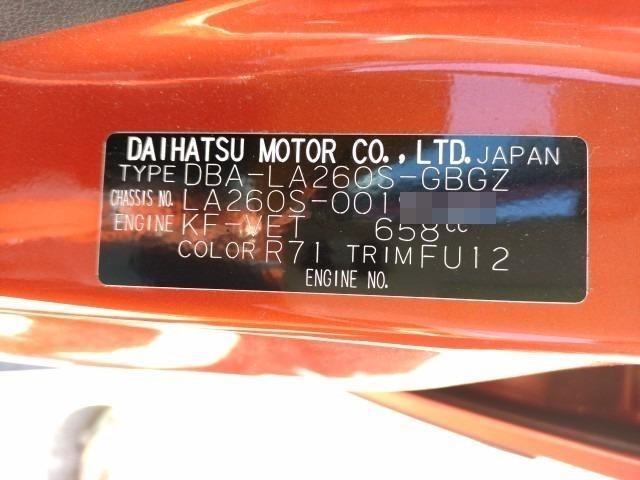 DAIHATSU MOTOR CO., LTD. JAPAN
TYPE DBA-LA260S-GBGZ
CHASSIS NO. LA260S-001
ENGINE KF-VET 658cc
COLOR R71 TRIM FU12
ENGINE NO.